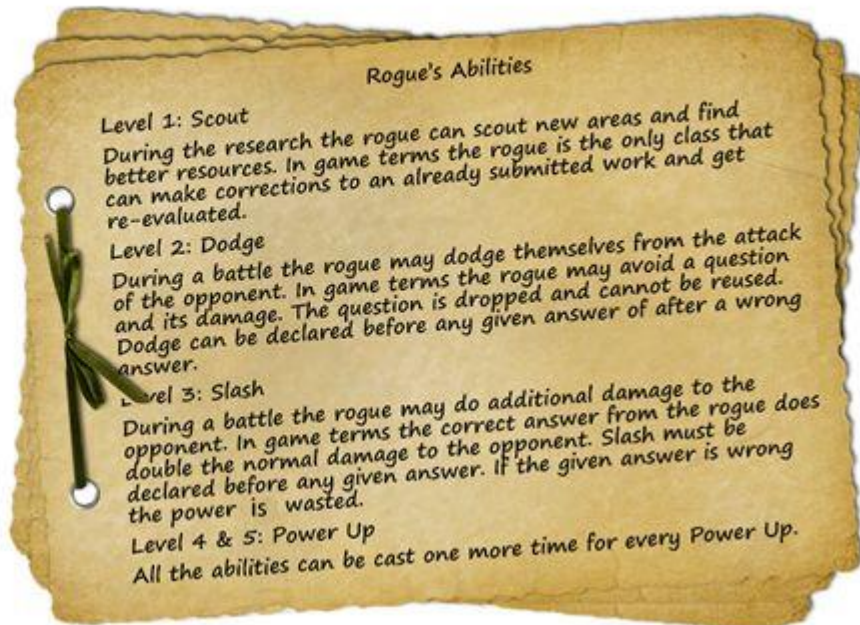 Rogue's Abilities
Level 1: Scout
During the research the rogue can scout new areas and find
better resources. In game terms the rogue is the only class that
can make corrections to an already submitted work and get
re-evaluated.
Level 2: Dodge
During a battle the rogue may dodge themselves from the attack
of the opponent. In game terms the rogue may avoid a question
and its damage. The question is dropped and cannot be reused.
Dodge can be declared before any given answer of after a wrong
answer.
Level 3: Slash
During a battle the rogue may do additional damage to the
opponent. In game terms the correct answer from the rogue does
double the normal damage to the opponent. Slash must be
declared before any given answer. If the given answer is wrong
the power is wasted.
Level 4 & 5: Power Up
All the abilities can be cast one more time for every Power Up.